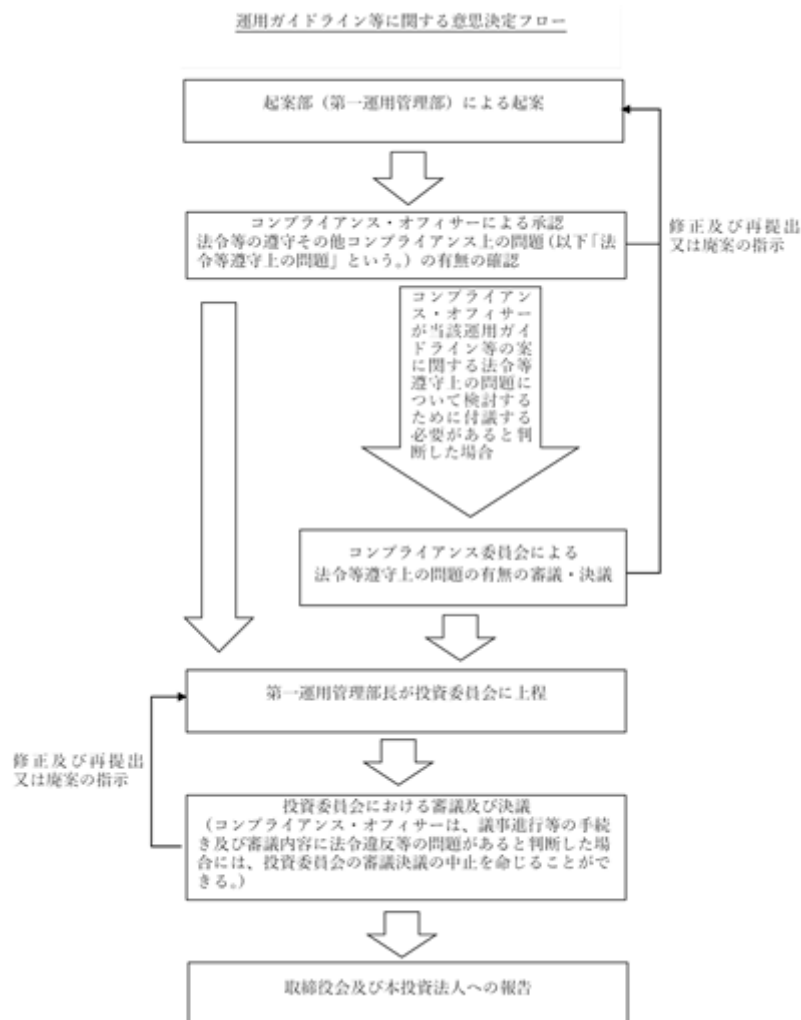 運用ガイドライン等に関する意思決定フロー
起案部（第一運用管理部）による起案
コンプライアンス・オフィサーによる承認
法令等の遵守その他コンプライアンス上の問題（以下「法
令等遵守上の問題」という。）の有無の確認
修正及び再提出
又は廃案の指示
コンプライアン
ス・オフィサー
が当該運用ガイ
ドライン等の案
に関する法令等
遵守上の問題に
ついて検討する
ために付議する
必要があると判
断した場合
コンプライアンス委員会による
法令等遵守上の問題の有無の審議・決議
第一運用管理部長が投資委員会に上程
修正及び再提出
又は廃案の指示
投資委員会における審議及び決議
（コンプライアンス・オフィサーは、議事進行等の手続
き及び審議内容に法令違反等の問題があると判断した場
合には、投資委員会の審議決議の中止を命じることがで
きる。）
取締役会及び本投資法人への報告